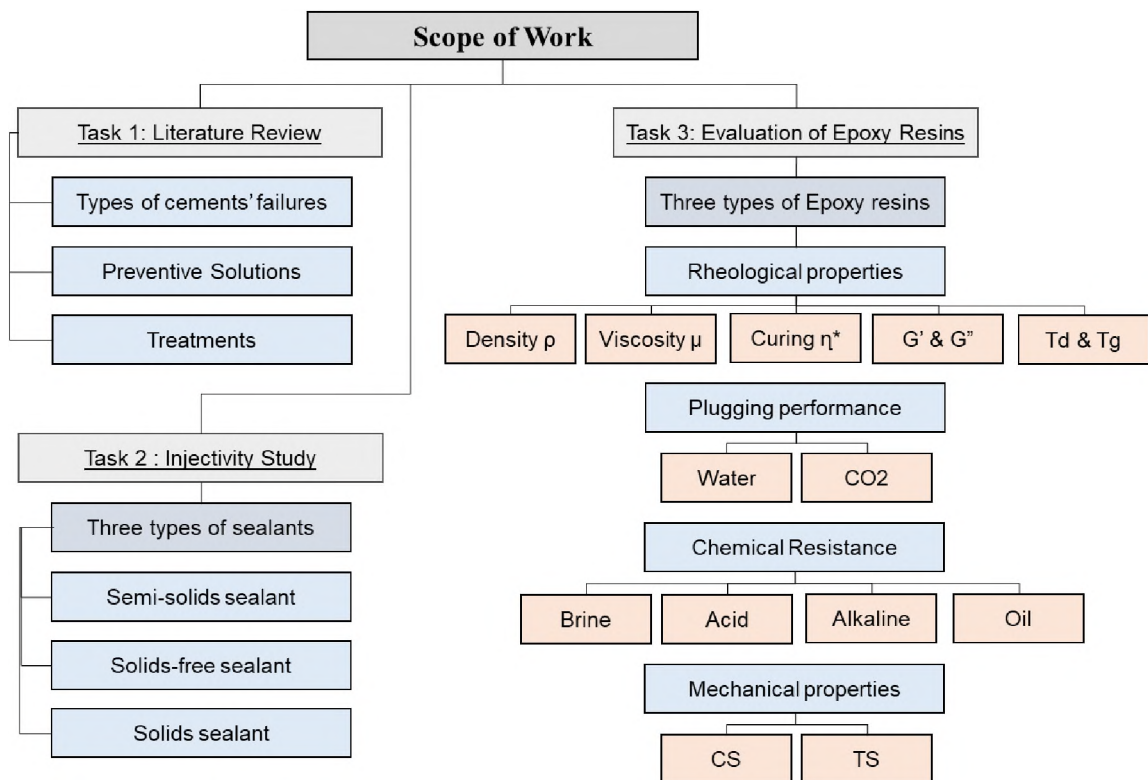 Scope of Work
Task 1: Literature Review
Types of cements’ failures
Preventive Solutions
Treatments
Task 2 : Injectivity Study
Three types of sealants
Semi-solids sealant
Solids-free sealant
Solids sealant
Task 3: Evaluation of Epoxy Resins
Three types of Epoxy resins
Rheological properties
Density ρ
Viscosity μ
Curing η*
G’ & G”
Td & Tg
Plugging performance
Water
CO2
Chemical Resistance
Brine
Acid
Alkaline
Oil
Mechanical properties
CS
TS